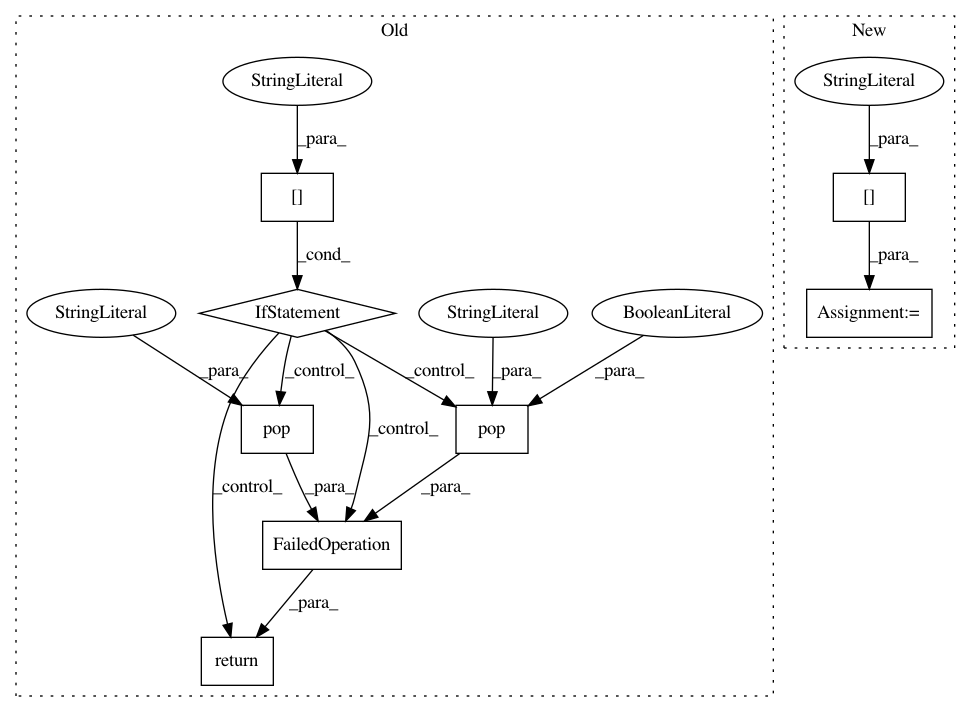 Old
New
StringLiteral
StringLiteral
_para_
_para_
[]
[]
_cond_
_para_
StringLiteral
IfStatement
StringLiteral
BooleanLiteral
Assignment:=
_para_
_control_
_control_
_para_
_para_
pop
pop
_control_
_control_
_para_
_para_
FailedOperation
_para_
return